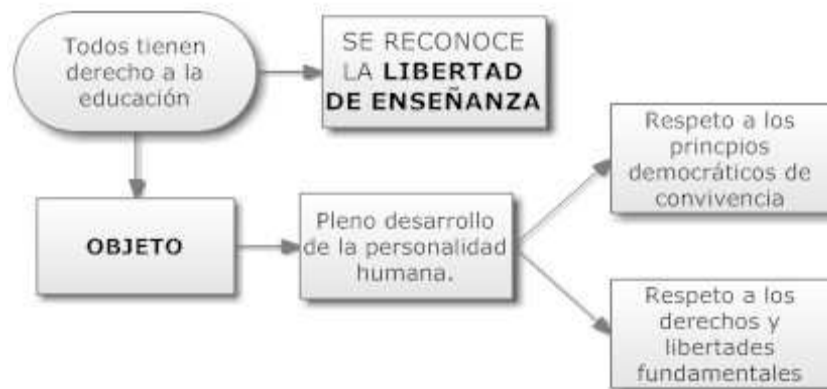 Todos tienen
derecho a la
educación
SE RECONOCE
LA LIBERTAD
DE ENSEÑANZA
OBJETO
Pleno desarrollo
de la personalidad
humana.
Respeto a los
princpios
democráticos de
convivencia
Respeto a los
derechos y
libertades
fundamentales